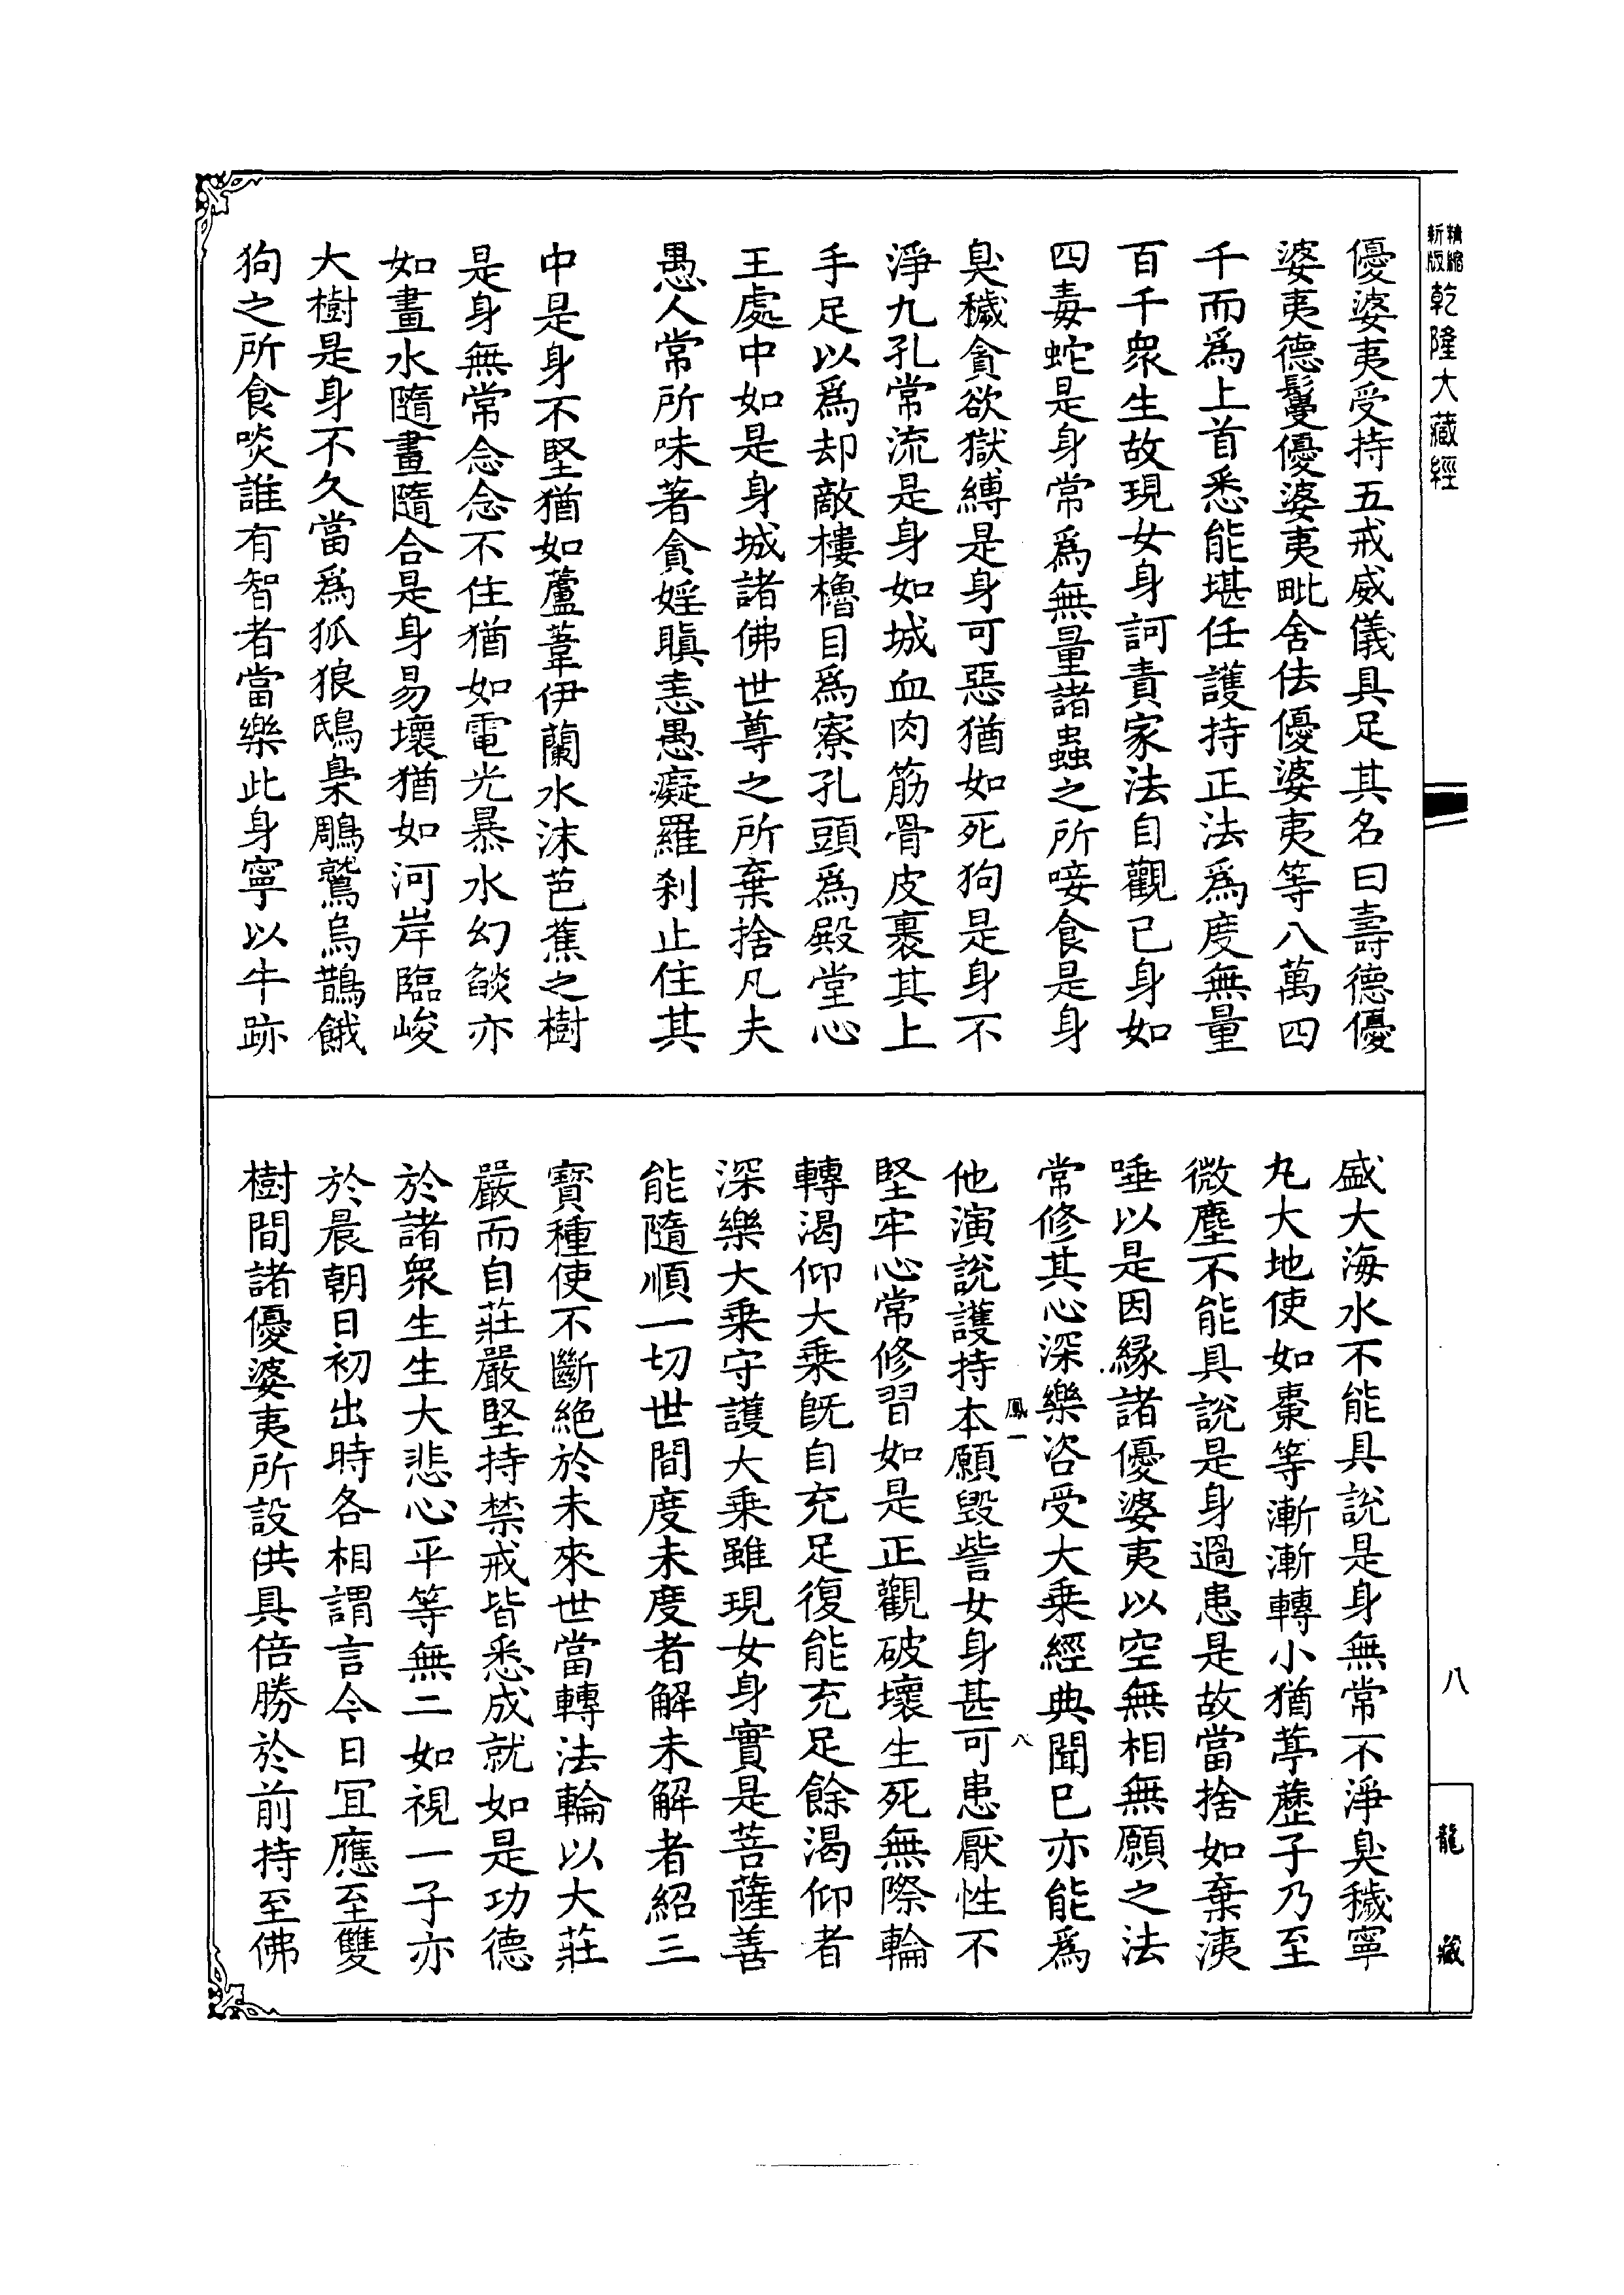 精縮新版乾隆大藏經
優婆夷受持五戒威儀具足其名曰壽德優
婆夷德鬘優婆夷毗舍佉優婆夷等八萬四
千而爲上首悉能堪任護持正法爲度無量
百千衆生故現女身訶責家法自觀已身如
四毒蛇是身常爲無量諸蟲之所唼食是身
臭穢貪欲獄縛是身可惡猶如死狗是身不
淨九孔常流是身如城血肉筋骨皮裹其上
手足以爲却敵樓櫓目爲寮孔頭爲殿堂心
王處中如是身城諸佛世尊之所棄捨凡夫
愚人常所味著貪婬瞋恚愚癡羅刹止住其
中是身不堅猶如蘆葦伊蘭水沫芭蕉之樹
是身無常念念不住猶如電光暴水幻燄亦
如畫水隨畫隨合是身易壞猶如河岸臨峻
大樹是身不久當爲狐狼鴟梟鵰鷲烏鵲餓
狗之所食啖誰有智者當樂此身寧以牛跡
盛大海水不能具說是身無常不淨臭穢寧
丸大地使如棗等漸漸轉小猶葶藶子乃至
微塵不能具說是身過患是故當捨如棄洟
唾以是因緣諸優婆夷以空無相無願之法
常修其心深樂咨受大乗經典聞已亦能爲
鳳一
八
他演說護持本願毀訾女身甚可患厭性不
堅牢心常修習如是正觀破壞生死無際輪
轉渴仰大乗旣自充足復能充足餘渴仰者
深樂大乗守護大乗雖現女身實是菩薩善
能隨順一切世間度未度者解未解者紹三
寳種使不斷絕於未來世當轉法輪以大莊
嚴而自莊嚴堅持禁戒皆悉成就如是功德
於諸衆生生大悲心平等無二如視一子亦
於晨朝日初出時各相謂言今日冝應至雙
樹間諸優婆夷所設供具倍勝於前持至佛
八
龍藏